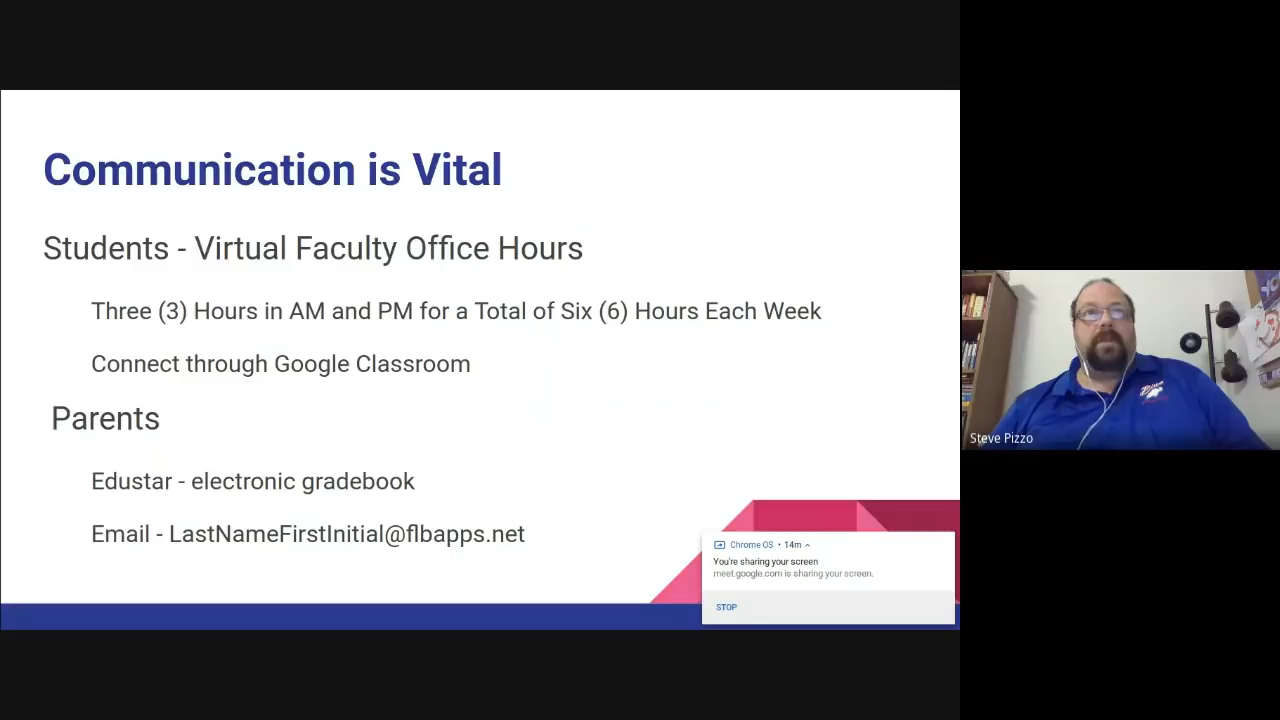 Communication is Vital
Students - Virtual Faculty Office Hours
Three (3) Hours in AM and PM for a Total of Six (6) Hours Each Week
Connect through Google Classroom
Parents
Edustar - electronic gradebook
Email - LastNameFirstInitial@flbapps.net
Chrome OS • 14m
You're sharing your screen
meet.google.com is sharing your screen.
STOP
Steve Pizzo